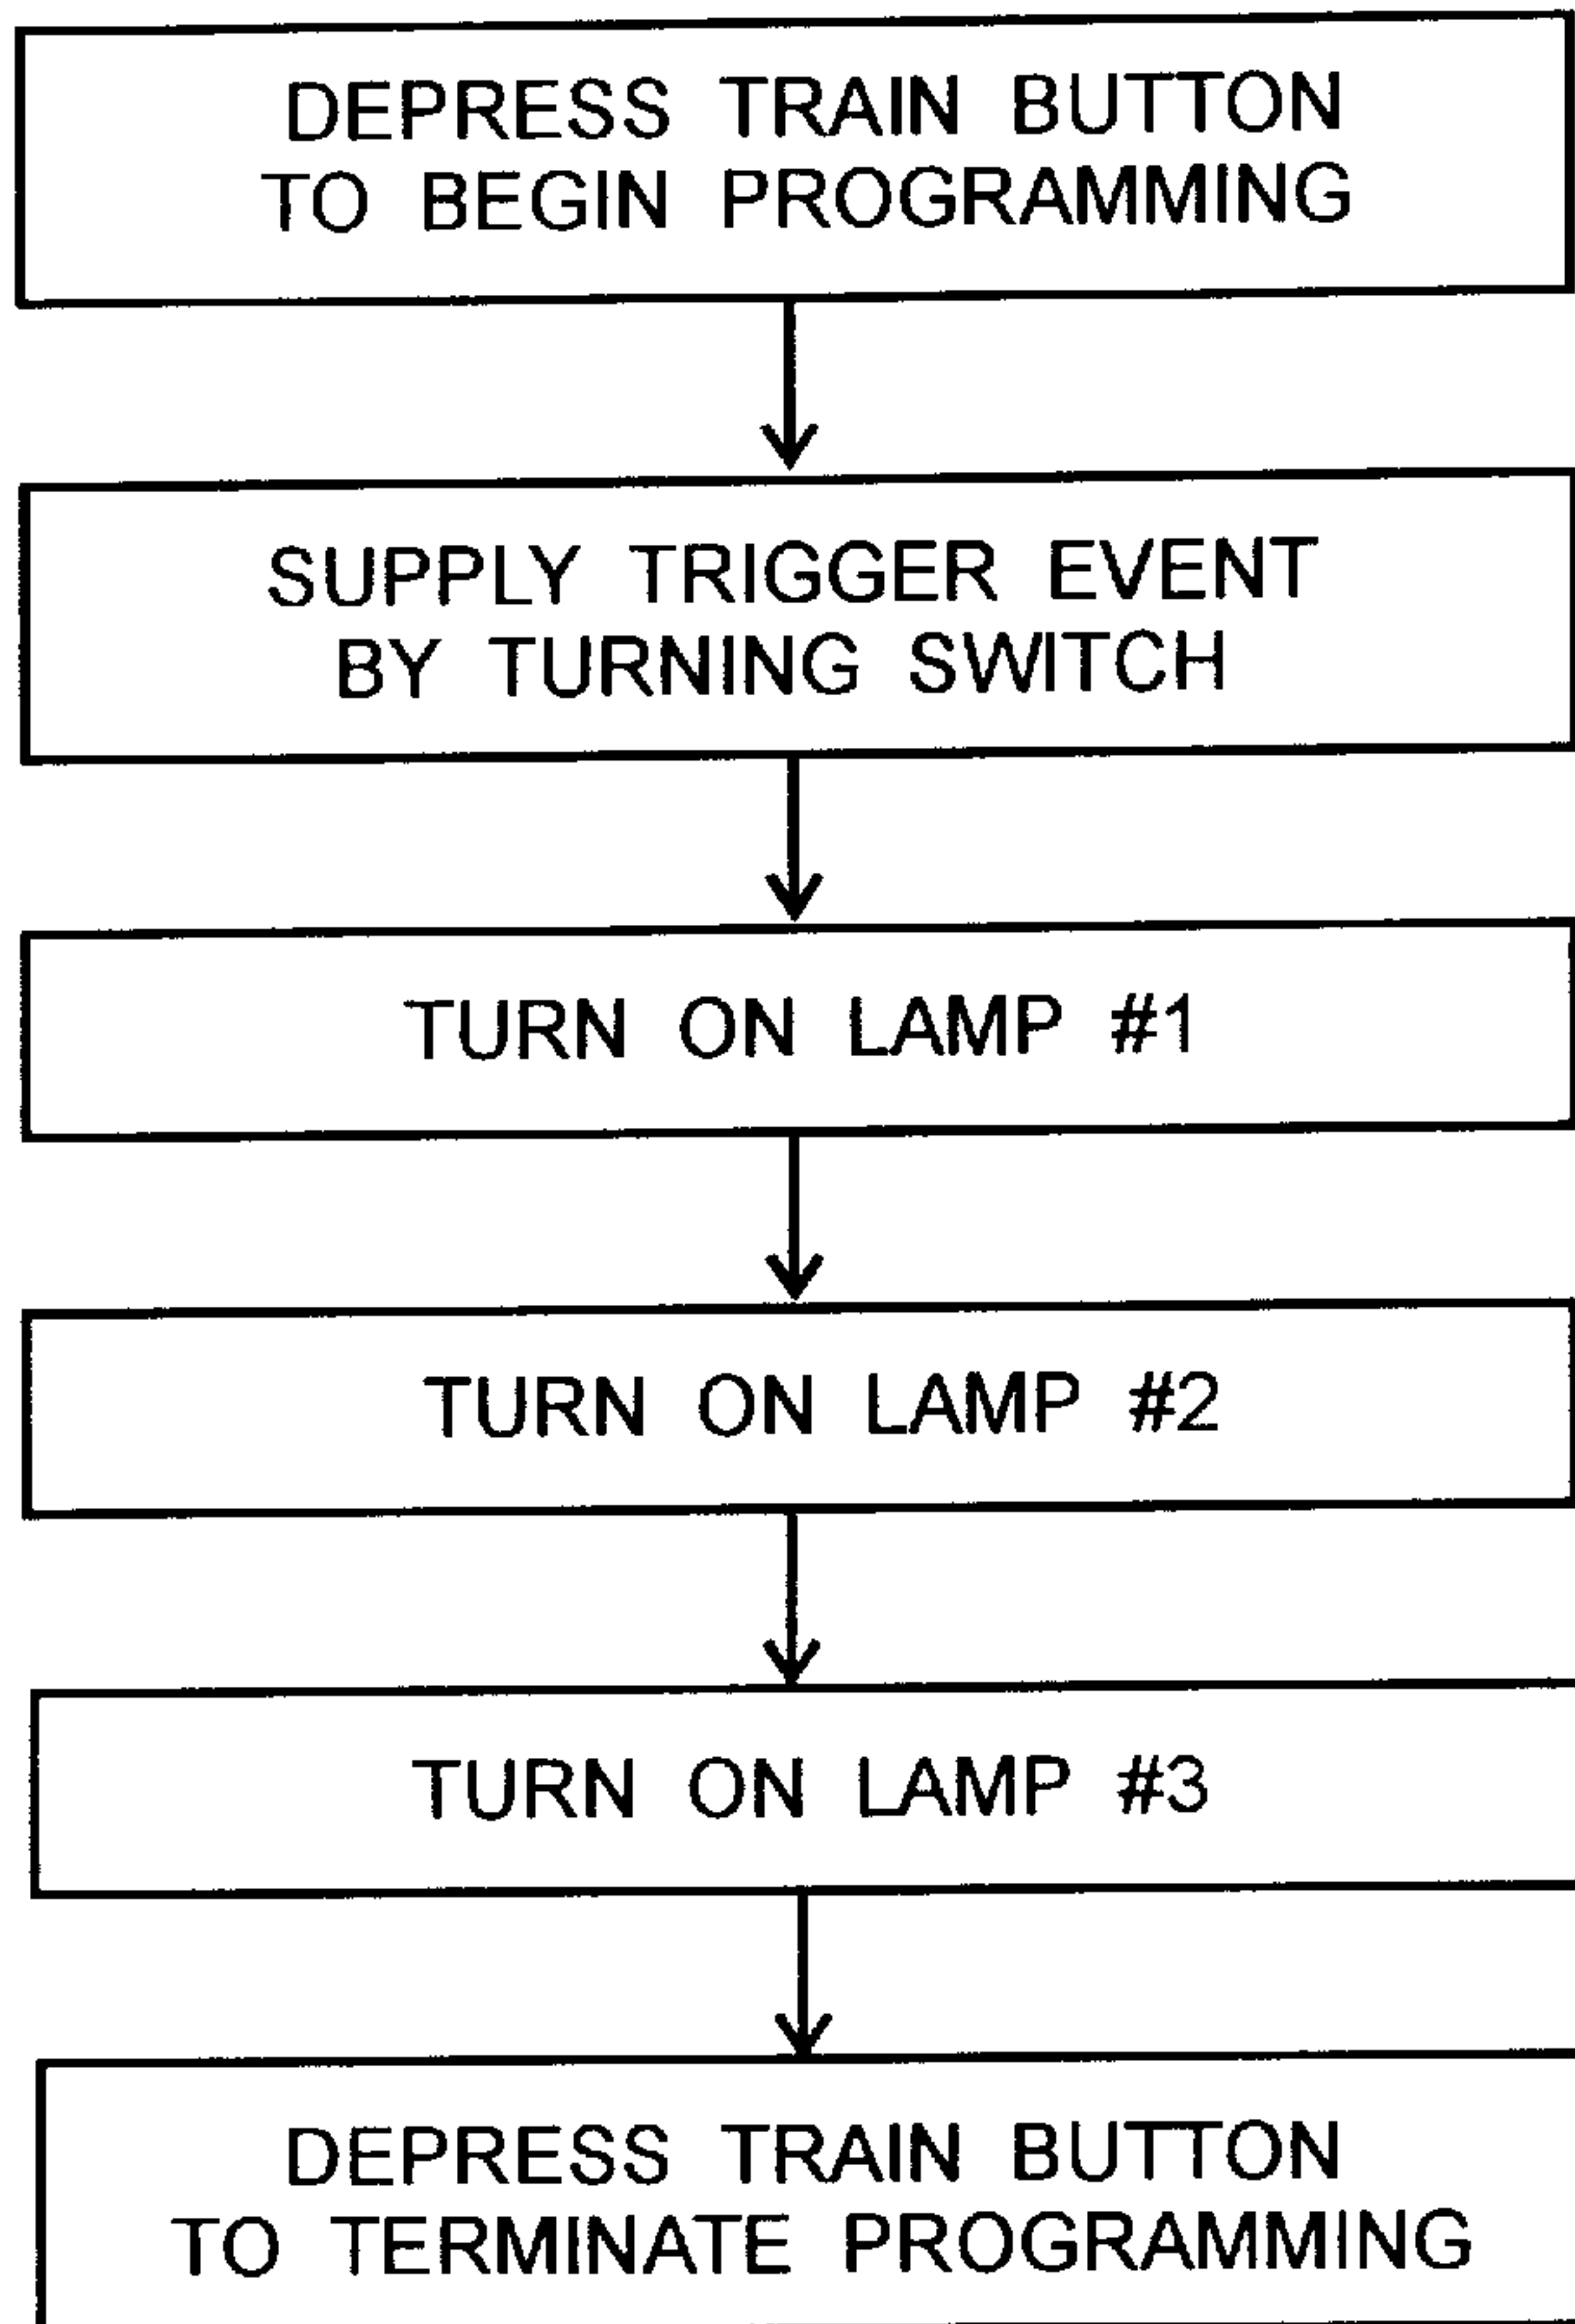 DEPRESS TRAIN BUTTON
TO BEGIN PROGRAMMING
SUPPLY TRIGGER EVENT
BY TURNING SWITCH
TURN ON LAMP #1
TURN ON LAMP #2
TURN ON LAMP #3
DEPRESS TRAIN BUTTON
TO TERMINATE PROGRAMMING